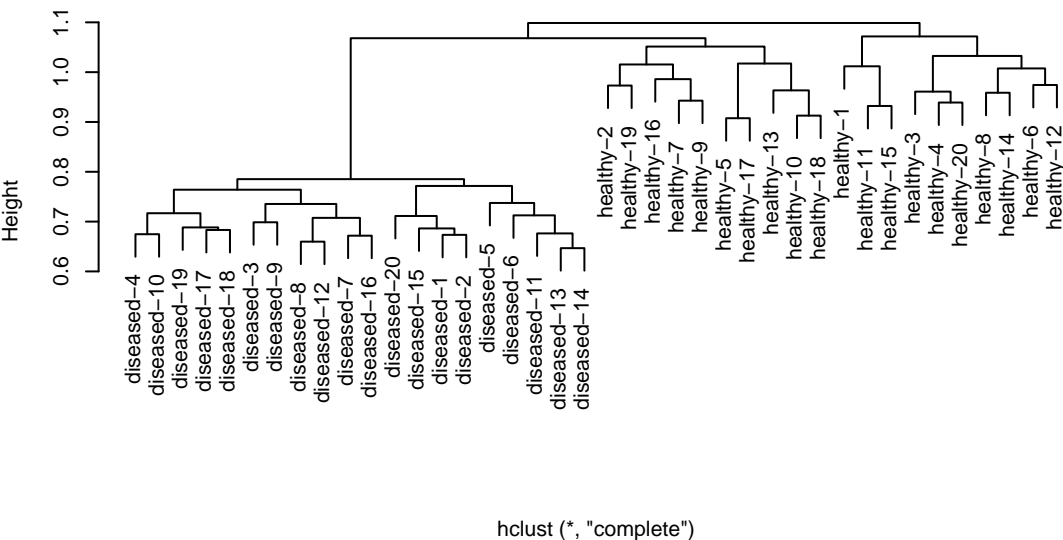 Height
1.1
1.0
0.9
0.8
0.7
0.6
diseased−4
diseased−10
diseased−19
diseased−17
diseased−18
diseased−3
diseased−9
diseased−8
diseased−12
diseased−7
diseased−16
diseased−20
diseased−15
diseased−1
diseased−2
diseased−5
diseased−6
diseased−11
diseased−13
diseased−14
healthy−2
healthy−19
healthy−16
healthy−7
healthy−9
healthy−5
healthy−17
healthy−13
healthy−10
healthy−18
healthy−1
healthy−11
healthy−15
healthy−3
healthy−4
healthy−20
healthy−8
healthy−14
healthy−6
healthy−12
hclust (*, "complete")